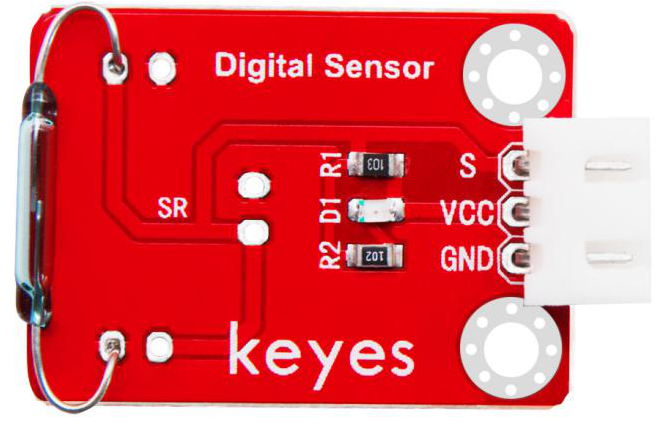 Digital Sensor
R1
103
S
SR
D1
VCC
R2
102
GND
keyes